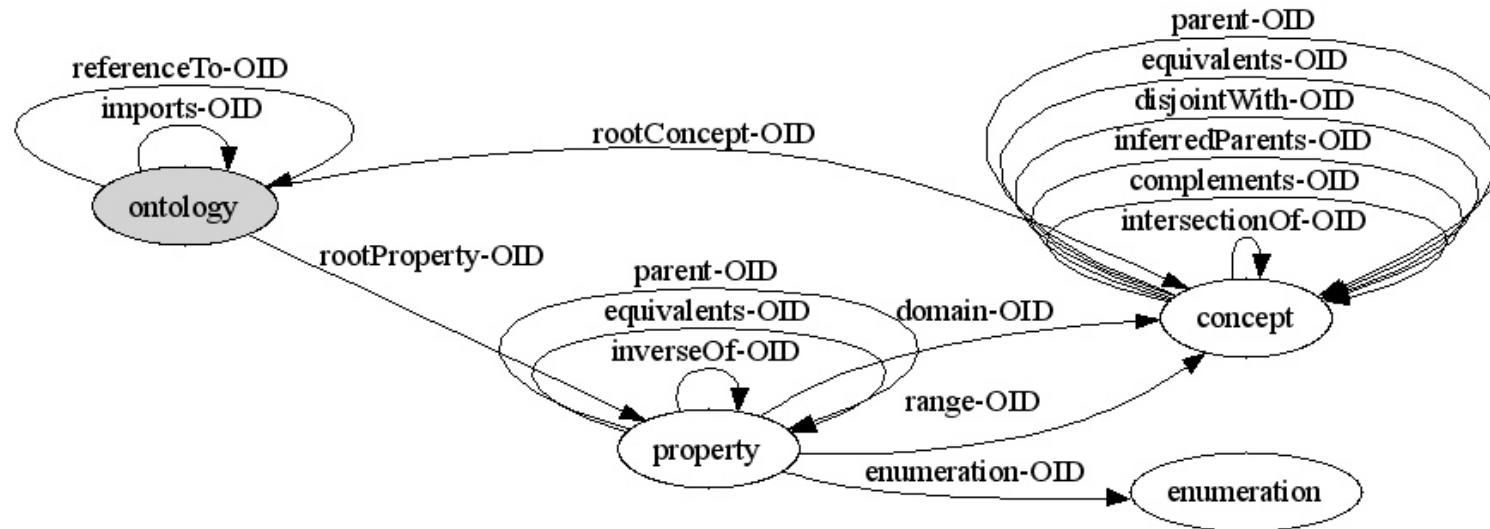 parent-OID
equivalents-OID
disjointWith-OID
inferredParents-OID
complements-OID
intersectionOf-OID
concept
referenceTo-OID
imports-OID
ontology
rootConcept-OID
rootProperty-OID
parent-OID
equivalents-OID
inverseOf-OID
property
domain-OID
range-OID
enumeration-OID
enumeration